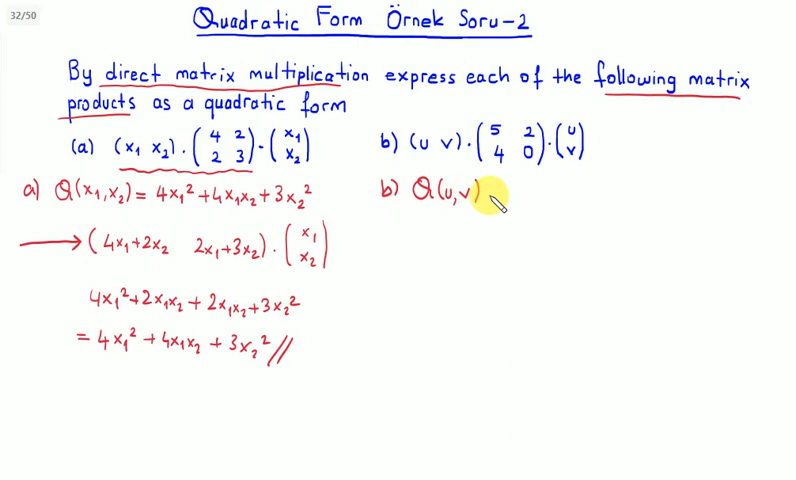 32/50
Quadratic Form Örnek Soru-2
By direct matrix multiplication express each of the following matrix
products as a quadratic form
(a) (x₁ x₂) · (4 2 · (x₁
2 3) x₂)
b) (u v) · (5 2 · (u
4 0) v)
a) Q(x₁,x₂) = 4x₁² + 4x₁x₂ + 3x₂²
b) Q(u,v)
→ (4x₁+2x₂ 2x₁+3x₂) · (x₁
x₂)
4x₁²+2x₁x₂ + 2x₁x₂+3x₂²
= 4x₁² + 4x₁x₂ + 3x₂² //